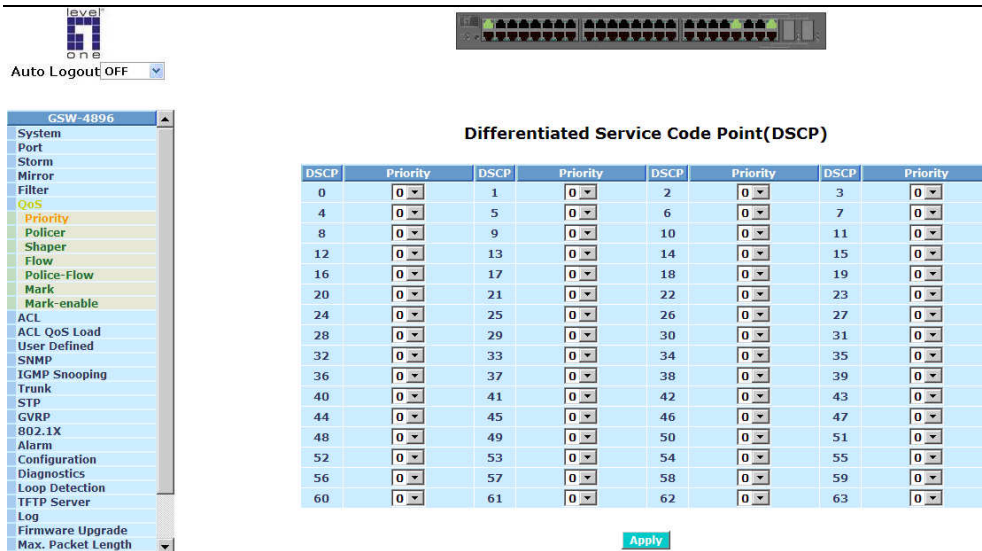 level
one
Auto Logout OFF
GSW-4896
System
Port
Storm
Mirror
Filter
QoS
Priority
Policer
Shaper
Flow
Police-Flow
Mark
Mark-enable
ACL
ACL QoS Load
User Defined
SNMP
IGMP Snooping
Trunk
STP
GVRP
802.1X
Alarm
Configuration
Diagnostics
Loop Detection
TFTP Server
Log
Firmware Upgrade
Max. Packet Length
Differentiated Service Code Point(DSCP)
DSCP Priority DSCP Priority DSCP Priority DSCP Priority
0 0 1 0 2 0 3 0
4 0 5 0 6 0 7 0
8 0 9 0 10 0 11 0
12 0 13 0 14 0 15 0
16 0 17 0 18 0 19 0
20 0 21 0 22 0 23 0
24 0 25 0 26 0 27 0
28 0 29 0 30 0 31 0
32 0 33 0 34 0 35 0
36 0 37 0 38 0 39 0
40 0 41 0 42 0 43 0
44 0 45 0 46 0 47 0
48 0 49 0 50 0 51 0
52 0 53 0 54 0 55 0
56 0 57 0 58 0 59 0
60 0 61 0 62 0 63 0
Apply